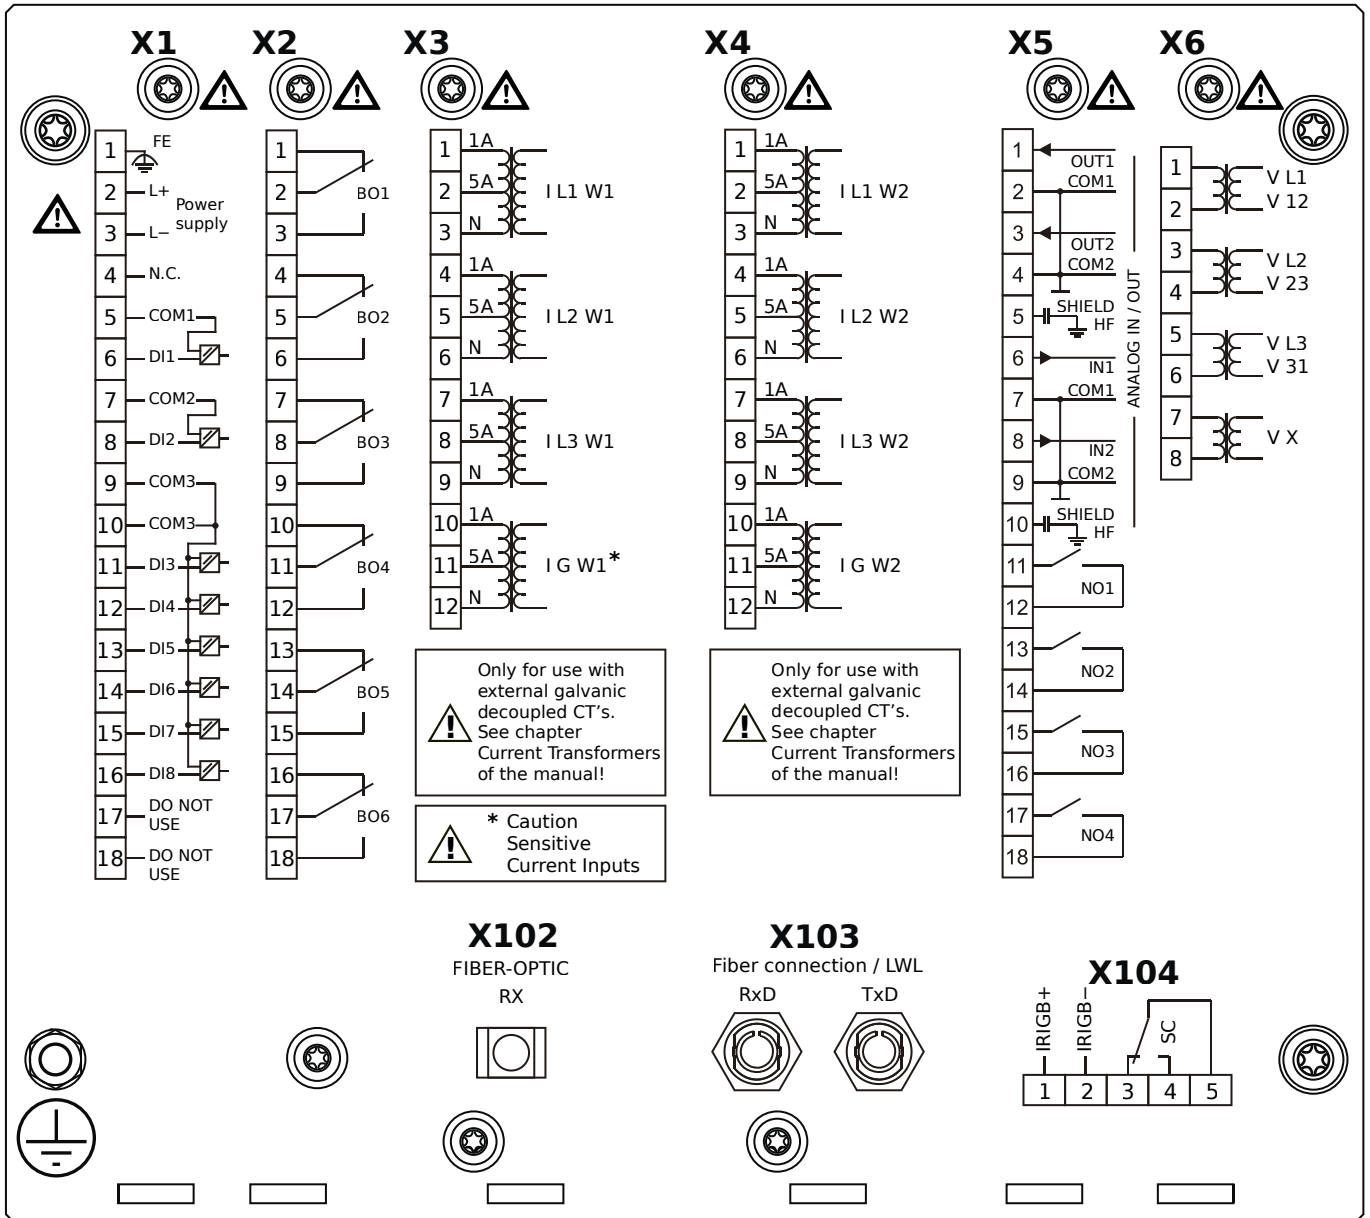 X1 X2 X3 X4 X5 X6
1 FE
2 L+
Power
supply
3 L−
4 N.C.
5 COM1
6 DI1
7 COM2
8 DI2
9 COM3
10 COM3
11 DI3
12 DI4
13 DI5
14 DI6
15 DI7
16 DI8
17 DO NOT
USE
18 DO NOT
USE
1
2 BO1
3
4
5 BO2
6
7
8 BO3
9
10
11 BO4
12
13
14 BO5
15
16
17 BO6
18
1 1A
2 5A I L1 W1
3 N
4 1A
5 5A I L2 W1
6 N
7 1A
8 5A I L3 W1
9 N
10 1A
11 5A I G W1*
12 N
Only for use with
external galvanic
decoupled CT's.
See chapter
Current Transformers
of the manual!
* Caution
Sensitive
Current Inputs
1 1A
2 5A I L1 W2
3 N
4 1A
5 5A I L2 W2
6 N
7 1A
8 5A I L3 W2
9 N
10 1A
11 5A I G W2
12 N
Only for use with
external galvanic
decoupled CT's.
See chapter
Current Transformers
of the manual!
1
OUT1
2 COM1
3
OUT2
4 COM2
5 SHIELD
HF
6
IN1
7 COM1
8
IN2
9 COM2
10 SHIELD
HF
ANALOG IN / OUT
11
NO1
12
13
NO2
14
15
NO3
16
17
NO4
18
1 V L1
2 V 12
3 V L2
4 V 23
5 V L3
6 V 31
7
V X
8
X102
FIBER-OPTIC
RX
X103
Fiber connection / LWL
RxD TxD
X104
IRIGB+ IRIGB− SC
1 2 3 4 5